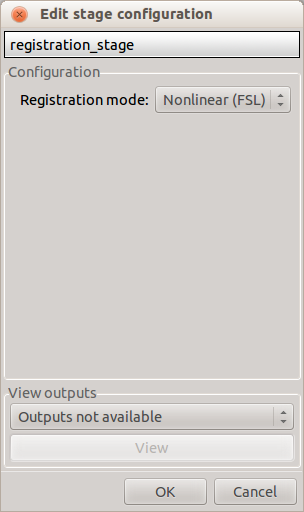 Edit stage configuration
registration_stage
Configuration
Registration mode: Nonlinear (FSL)
View outputs
Outputs not available
View
OK Cancel